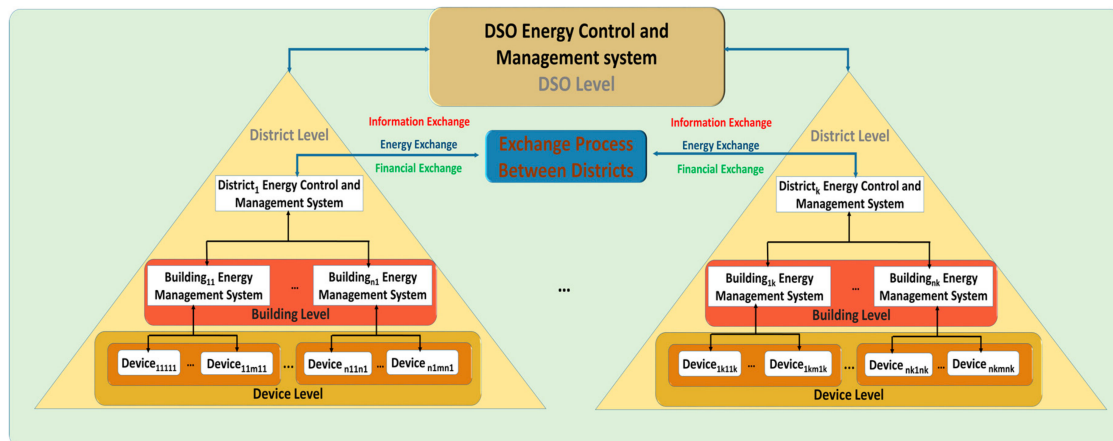 DSO Energy Control and
Management system
DSO Level
District Level
Information Exchange
Energy Exchange
Financial Exchange
Exchange Process
Between Districts
Information Exchange
Energy Exchange
Financial Exchange
District Level
District1 Energy Control and
Management System
Districtk Energy Control and
Management System
Building11 Energy
Management System
...
Buildingn1 Energy
Management System
Building Level
...
Building1k Energy
Management System
...
Buildingnk Energy
Management System
Building Level
Device11111 ... Device11m11 ... Devicen11n1 ... Device n1mn1
Device Level
Device1k11k ... Device1km1k ... Devicenk1nk ... Devicenkmnk
Device Level